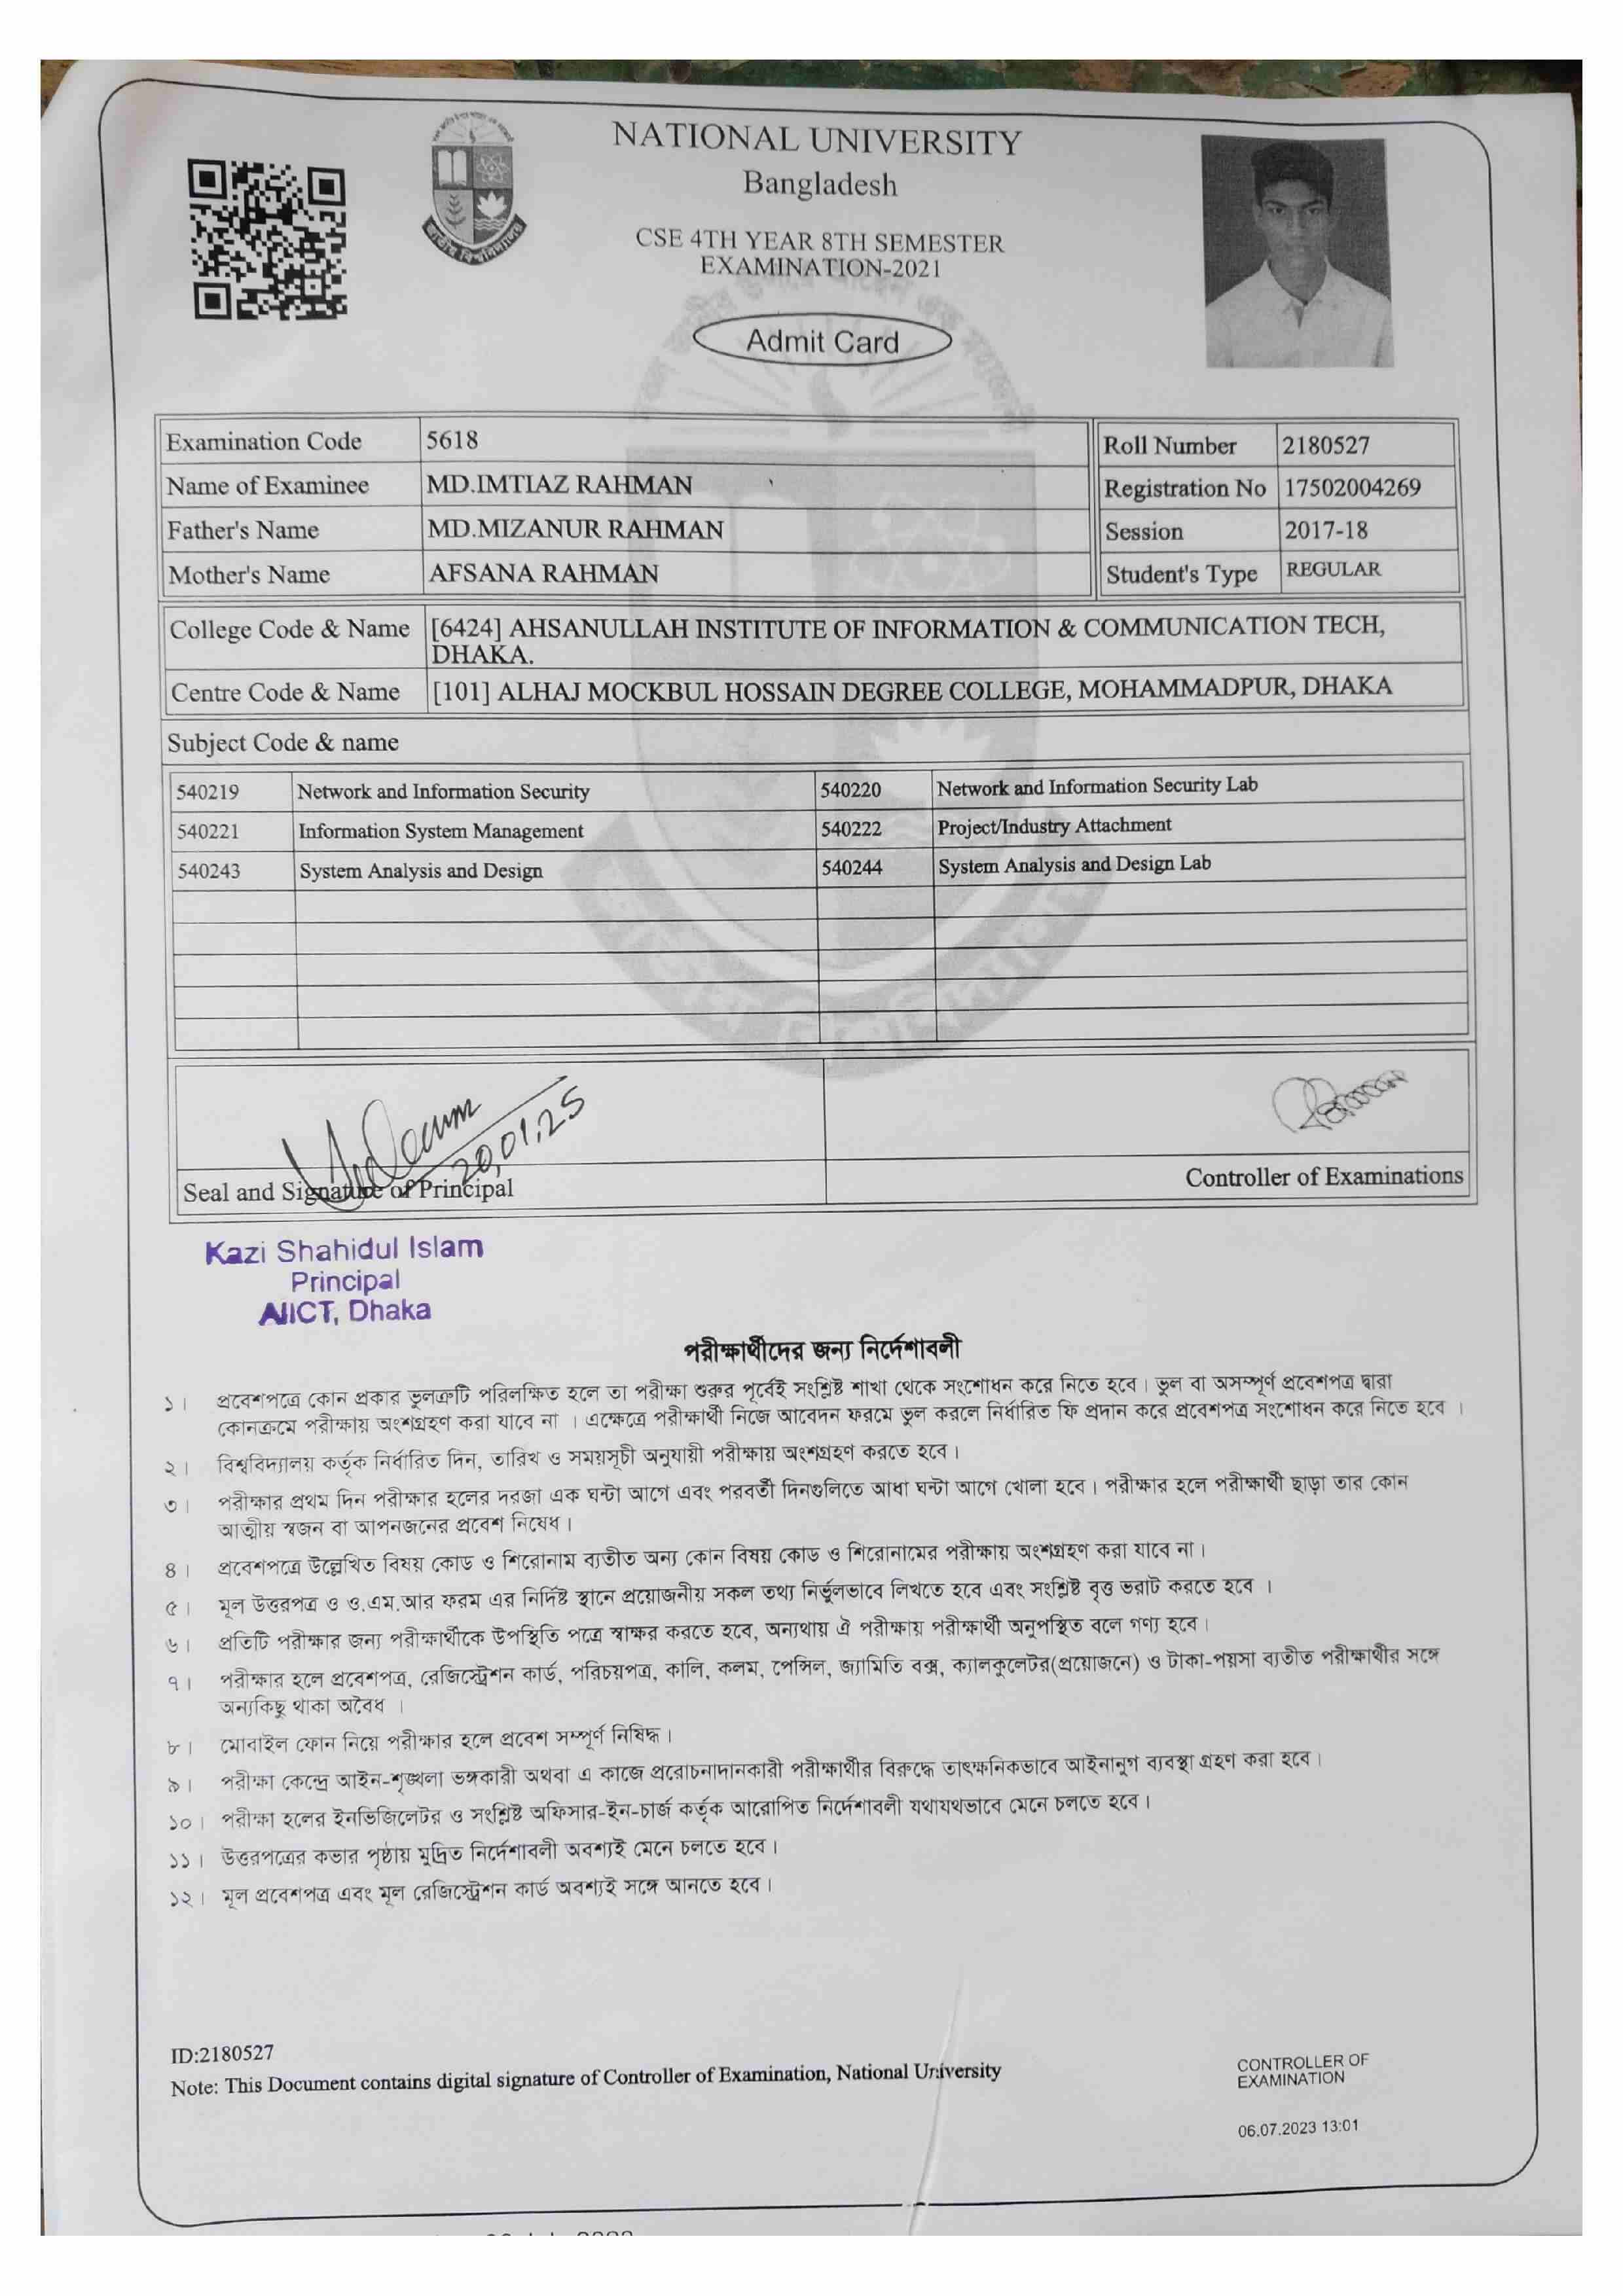 NATIONAL UNIVERSITY
Bangladesh
CSE 4TH YEAR 8TH SEMESTER
EXAMINATION-2021
Admit Card
Examination Code 5618 Roll Number 2180527
Name of Examinee MD.IMTIAZ RAHMAN Registration No 17502004269
Father's Name MD.MIZANUR RAHMAN Session 2017-18
Mother's Name AFSANA RAHMAN Student's Type REGULAR
College Code & Name [6424] AHSANULLAH INSTITUTE OF INFORMATION & COMMUNICATION TECH,
DHAKA.
Centre Code & Name [101] ALHAJ MOCKBUL HOSSAIN DEGREE COLLEGE, MOHAMMADPUR, DHAKA
Subject Code & name
540219 Network and Information Security 540220 Network and Information Security Lab
540221 Information System Management 540222 Project/Industry Attachment
540243 System Analysis and Design 540244 System Analysis and Design Lab
20,01,25
Seal and Signature of Principal Controller of Examinations
Kazi Shahidul Islam
Principal
AIICT, Dhaka
পরীক্ষার্থীদের জন্য নির্দেশাবলী
১। প্রবেশপত্রে কোন প্রকার ভুলত্রুটি পরিলক্ষিত হলে তা পরীক্ষা শুরুর পূর্বেই সংশ্লিষ্ট শাখা থেকে সংশোধন করে নিতে হবে। ভুল বা অসম্পূর্ণ প্রবেশপত্র দ্বারা
কোনক্রমে পরীক্ষায় অংশগ্রহণ করা যাবে না । এক্ষেত্রে পরীক্ষার্থী নিজে আবেদন ফরমে ভুল করলে নির্ধারিত ফি প্রদান করে প্রবেশপত্র সংশোধন করে নিতে হবে ।
২। বিশ্ববিদ্যালয় কর্তৃক নির্ধারিত দিন, তারিখ ও সময়সূচী অনুযায়ী পরীক্ষায় অংশগ্রহণ করতে হবে।
৩। পরীক্ষার প্রথম দিন পরীক্ষার হলের দরজা এক ঘন্টা আগে এবং পরবর্তী দিনগুলিতে আধা ঘন্টা আগে খোলা হবে। পরীক্ষার হলে পরীক্ষার্থী ছাড়া তার কোন
আত্মীয় স্বজন বা আপনজনের প্রবেশ নিষেধ।
৪। প্রবেশপত্রে উল্লেখিত বিষয় কোড ও শিরোনাম ব্যতীত অন্য কোন বিষয় কোড ও শিরোনামের পরীক্ষায় অংশগ্রহণ করা যাবে না।
৫। মূল উত্তরপত্র ও ও.এম.আর ফরম এর নির্দিষ্ট স্থানে প্রয়োজনীয় সকল তথ্য নির্ভুলভাবে লিখতে হবে এবং সংশ্লিষ্ট বৃত্ত ভরাট করতে হবে ।
৬। প্রতিটি পরীক্ষার জন্য পরীক্ষার্থীকে উপস্থিতি পত্রে স্বাক্ষর করতে হবে, অন্যথায় ঐ পরীক্ষায় পরীক্ষার্থী অনুপস্থিত বলে গণ্য হবে।
৭। পরীক্ষার হলে প্রবেশপত্র, রেজিস্ট্রেশন কার্ড, পরিচয়পত্র, কালি, কলম, পেন্সিল, জ্যামিতি বক্স, ক্যালকুলেটর(প্রয়োজনে) ও টাকা-পয়সা ব্যতীত পরীক্ষার্থীর সঙ্গে
অন্যকিছু থাকা অবৈধ ।
৮। মোবাইল ফোন নিয়ে পরীক্ষার হলে প্রবেশ সম্পূর্ণ নিষিদ্ধ।
৯। পরীক্ষা কেন্দ্রে আইন-শৃঙ্খলা ভঙ্গকারী অথবা এ কাজে প্ররোচনাদানকারী পরীক্ষার্থীর বিরুদ্ধে তাৎক্ষনিকভাবে আইনানুগ ব্যবস্থা গ্রহণ করা হবে।
১০। পরীক্ষা হলের ইনভিজিলেটর ও সংশ্লিষ্ট অফিসার-ইন-চার্জ কর্তৃক আরোপিত নির্দেশাবলী যথাযথভাবে মেনে চলতে হবে।
১১। উত্তরপত্রের কভার পৃষ্ঠায় মুদ্রিত নির্দেশাবলী অবশ্যই মেনে চলতে হবে।
১২। মূল প্রবেশপত্র এবং মূল রেজিস্ট্রেশন কার্ড অবশ্যই সঙ্গে আনতে হবে।
ID:2180527
Note: This Document contains digital signature of Controller of Examination, National University
CONTROLLER OF
EXAMINATION
06.07.2023 13:01